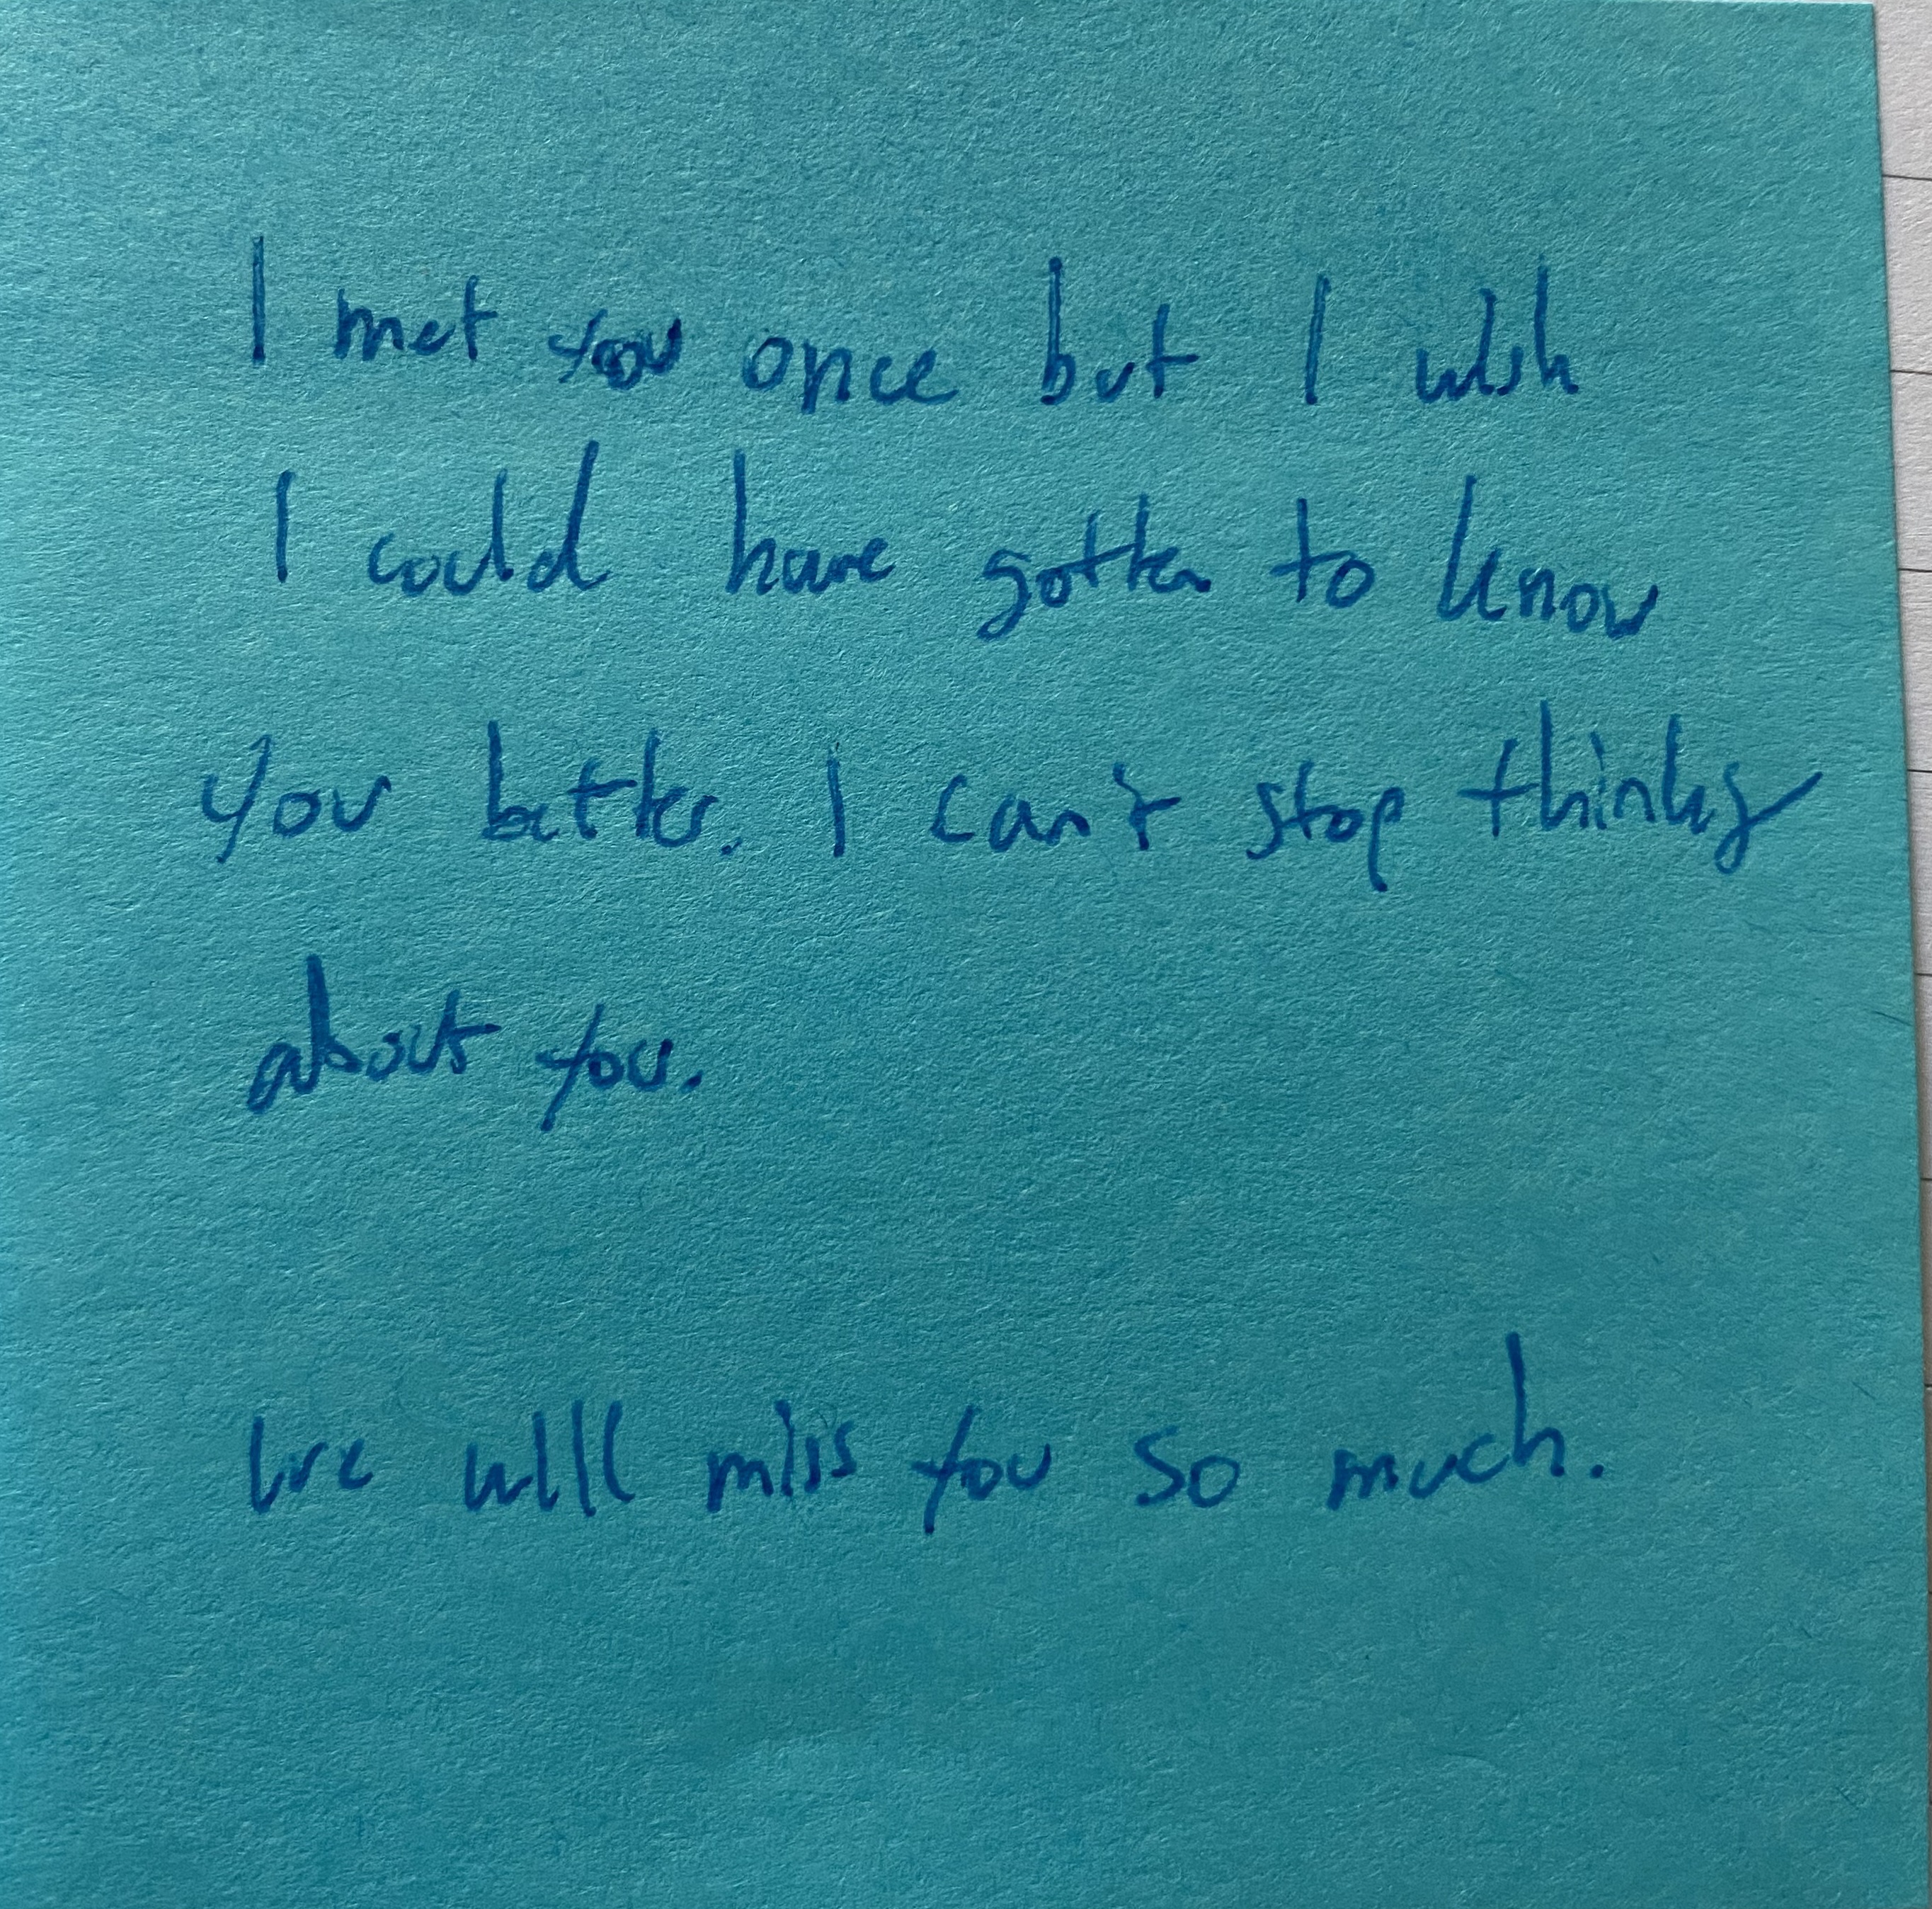 I met you once but I wish
I could have gotten to know
you better. I can't stop thinking
about you.
We will miss you so much.